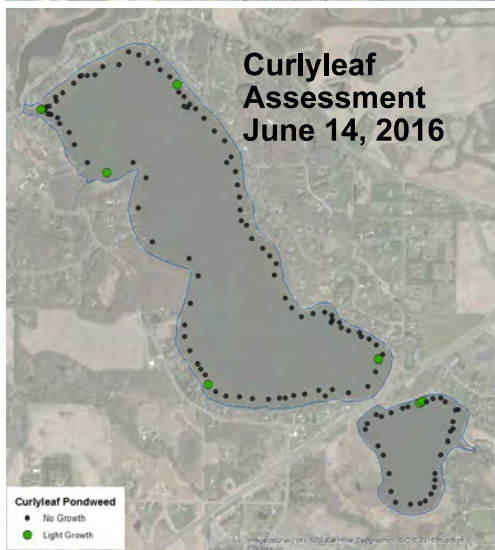 Curlyleaf
Assessment
June 14, 2016
Curlyleaf Pondweed
No Growth
Light Growth